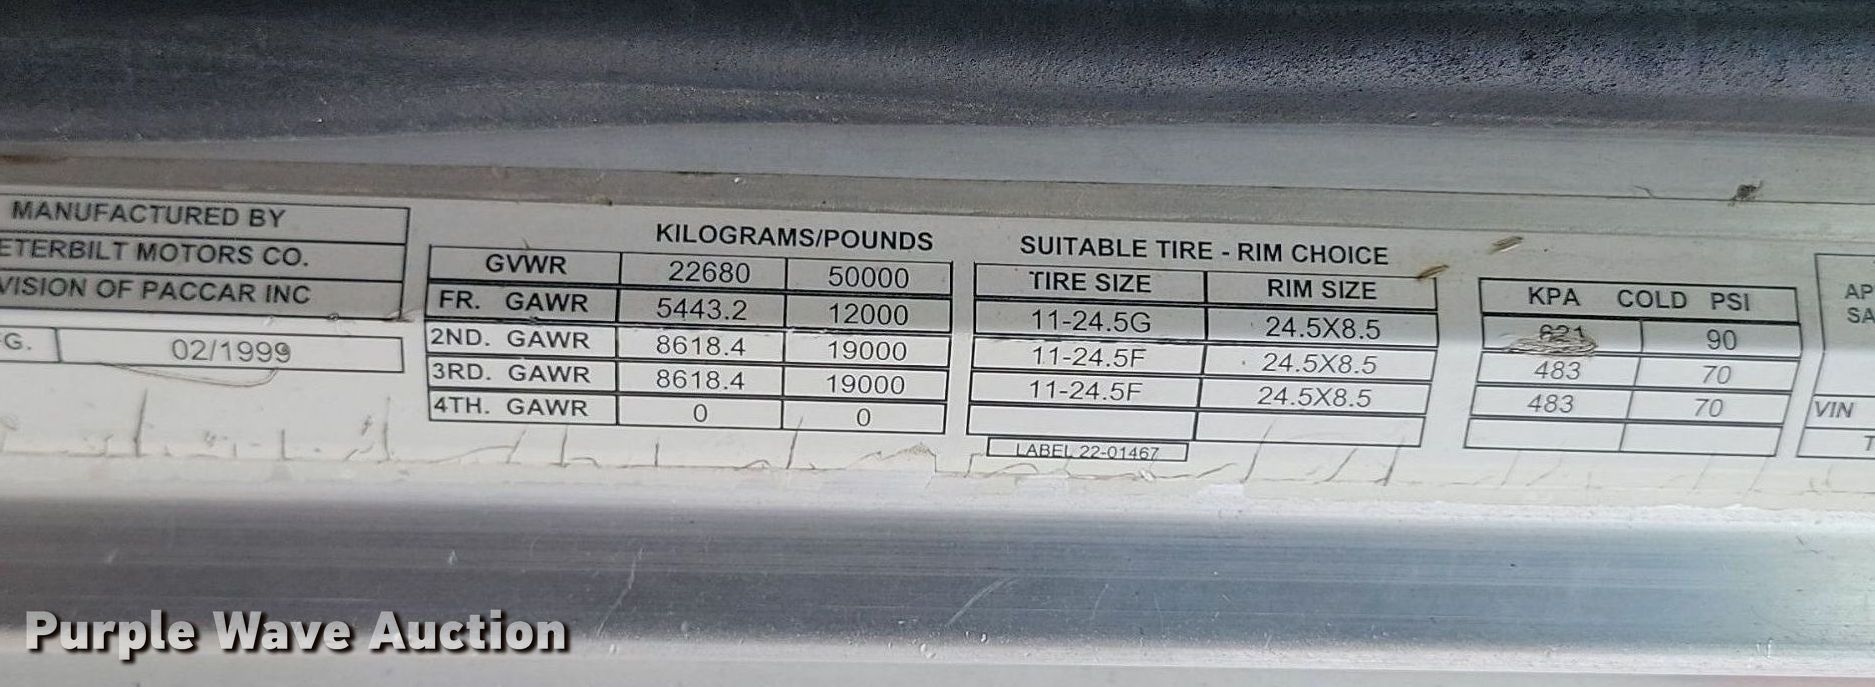 MANUFACTURED BY
ETERBILT MOTORS CO.
VISION OF PACCAR INC
G. 02/1999
KILOGRAMS/POUNDS
GVWR 22680 50000
FR. GAWR 5443.2 12000
2ND. GAWR 8618.4 19000
3RD. GAWR 8618.4 19000
4TH. GAWR 0 0
SUITABLE TIRE - RIM CHOICE
TIRE SIZE RIM SIZE
11-24.5G 24.5X8.5
11-24.5F 24.5X8.5
11-24.5F 24.5X8.5
LABEL 22-01467
KPA COLD PSI
621 90
483 70
483 70
AP
SA
VIN
T
Purple Wave Auction